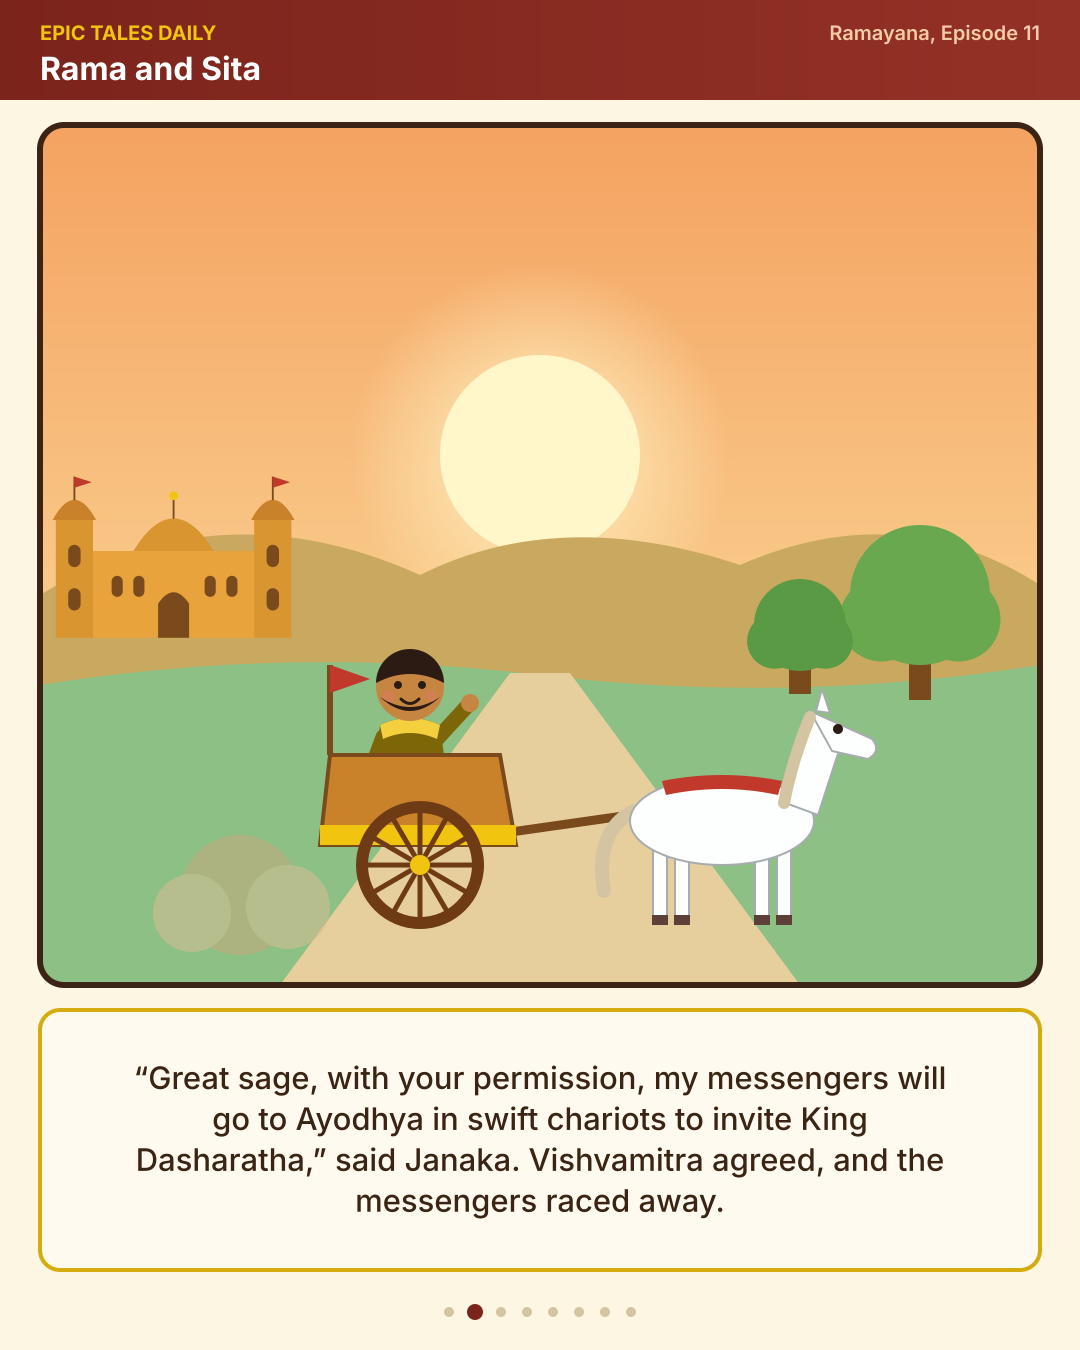 EPIC TALES DAILY
Rama and Sita
Ramayana, Episode 11
“Great sage, with your permission, my messengers will
go to Ayodhya in swift chariots to invite King
Dasharatha,” said Janaka. Vishvamitra agreed, and the
messengers raced away.